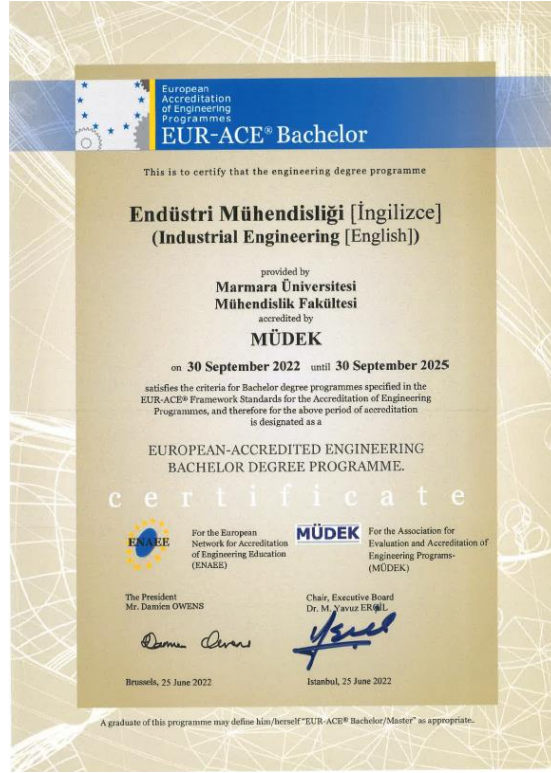 European
Accreditation
of Engineering
Programmes
EUR-ACE® Bachelor
This is to certify that the engineering degree programme
Endüstri Mühendisliği [İngilizce]
(Industrial Engineering [English])
provided by
Marmara Üniversitesi
Mühendislik Fakültesi
accredited by
MÜDEK
on 30 September 2022 until 30 September 2025
satisfies the criteria for Bachelor degree programmes specified in the
EUR-ACE® Framework Standards for the Accreditation of Engineering
Programmes, and therefore for the above period of accreditation
is designated as a
EUROPEAN-ACCREDITED ENGINEERING
BACHELOR DEGREE PROGRAMME.
certificate
ENAEE
For the European
Network for Accreditation
of Engineering Education
(ENAEE)
MÜDEK
For the Association for
Evaluation and Accreditation of
Engineering Programs-
(MÜDEK)
The President
Mr. Damien OWENS
Chair, Executive Board
Dr. M. Yavuz ERÇİL
Damien Owens
Brussels, 25 June 2022
Istanbul, 25 June 2022
A graduate of this programme may define him/herself "EUR-ACE® Bachelor/Master" as appropriate.